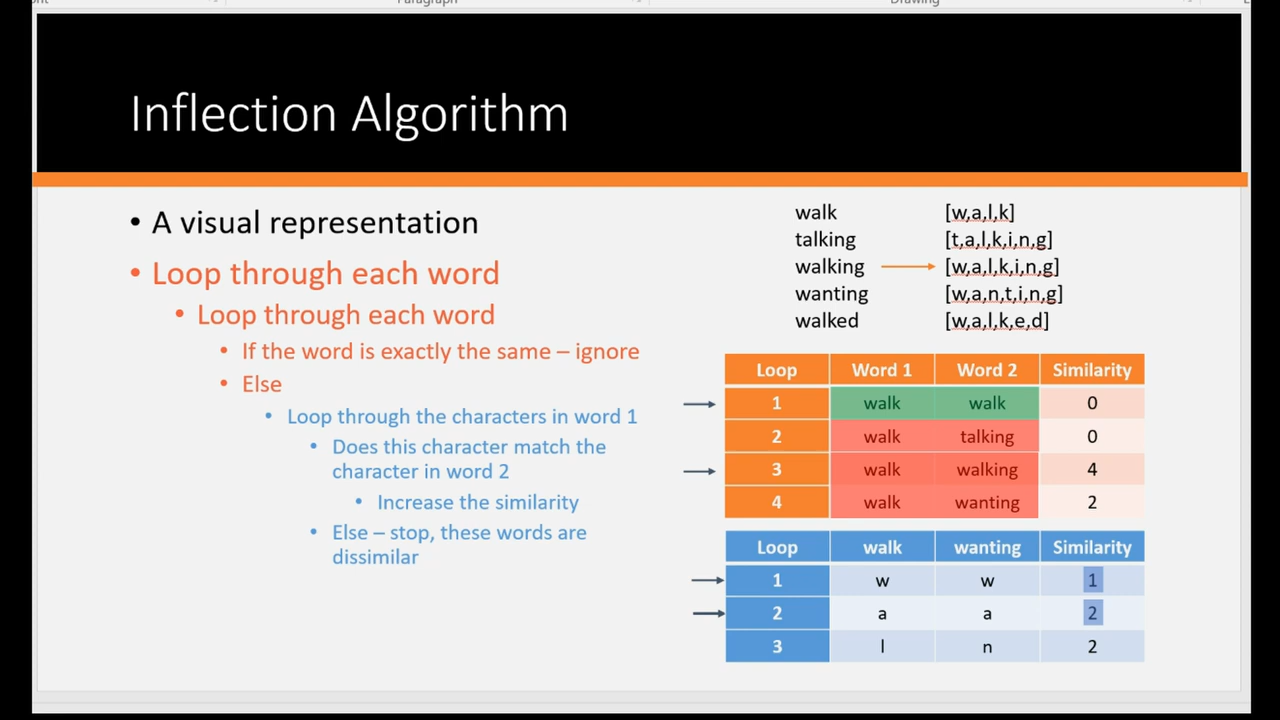 Paragraph
Drawing
Inflection Algorithm
• A visual representation
• Loop through each word
• Loop through each word
• If the word is exactly the same – ignore
• Else
• Loop through the characters in word 1
• Does this character match the
character in word 2
• Increase the similarity
• Else – stop, these words are
dissimilar
walk [w,a,l,k]
talking [t,a,l,k,i,n,g]
walking [w,a,l,k,i,n,g]
wanting [w,a,n,t,i,n,g]
walked [w,a,l,k,e,d]
Loop Word 1 Word 2 Similarity
1 walk walk 0
2 walk talking 0
3 walk walking 4
4 walk wanting 2
Loop walk wanting Similarity
1 w w 1
2 a a 2
3 l n 2